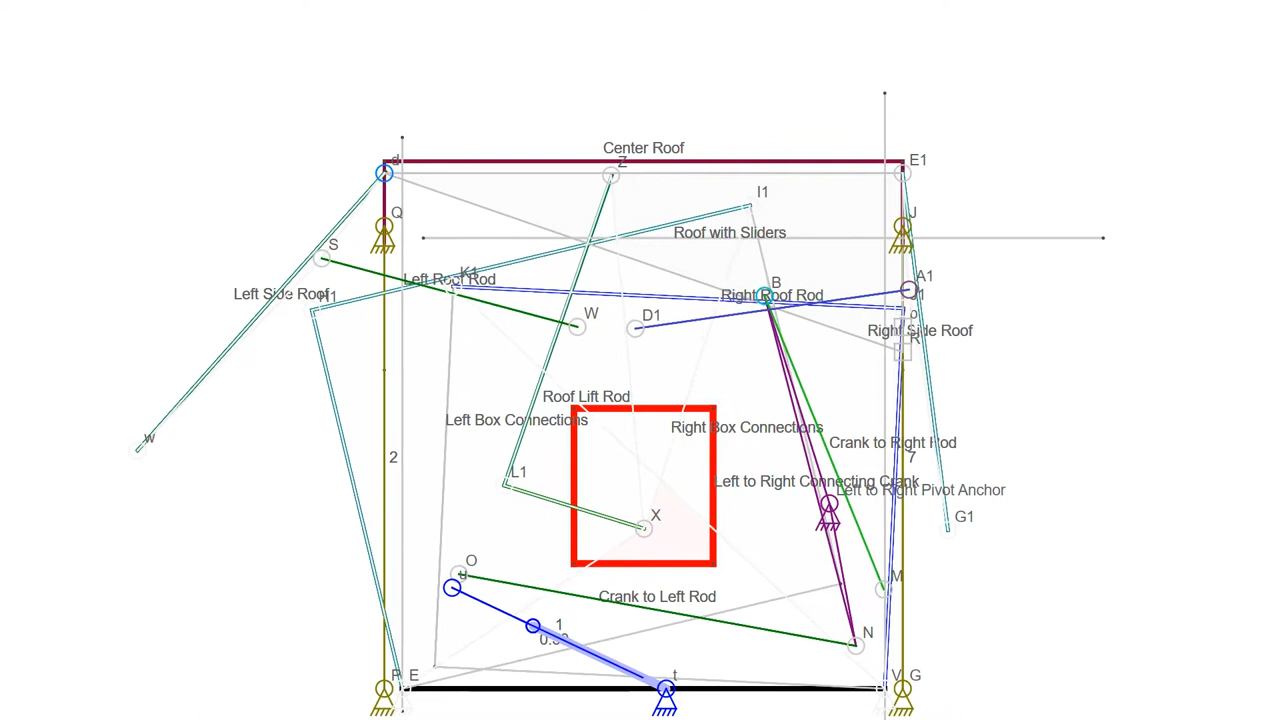 Center Roof
d
Z
E1
I1
Q
J
Roof with Sliders
S
K1
Left Roof Rod
B
A1
Left Side Roof
H1
Right Roof Rod
J1
W
D1
o
Right Side Roof
R
Roof Lift Rod
w
Left Box Connections
Right Box Connections
Crank to Right Rod
2
7
L1
Left to Right Connecting Crank
Left to Right Pivot Anchor
X
G1
O
u
M
Crank to Left Rod
1
N
P
E
t
V
G